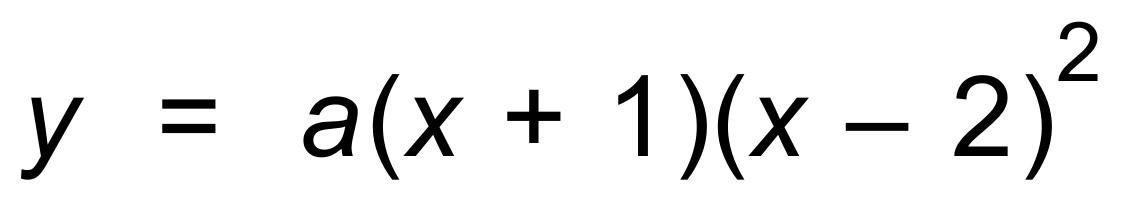 y = a(x + 1)(x – 2)²